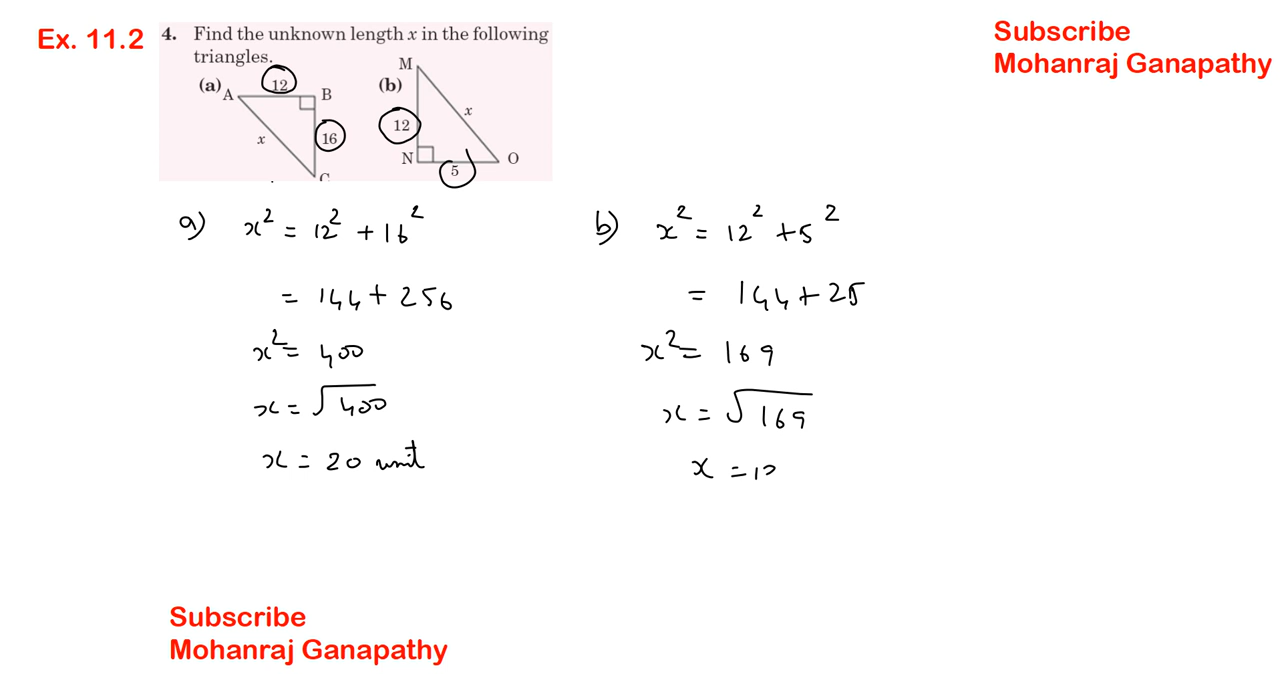 Ex. 11.2
4. Find the unknown length x in the following
triangles.
(a) A 12 B
x 16
C
(b) M
12 x
N 5 O
Subscribe
Mohanraj Ganapathy
a) x² = 12² + 16²
= 144 + 256
x² = 400
x = √400
x = 20 unit
b) x² = 12² + 5²
= 144 + 25
x² = 169
x = √169
x =
Subscribe
Mohanraj Ganapathy